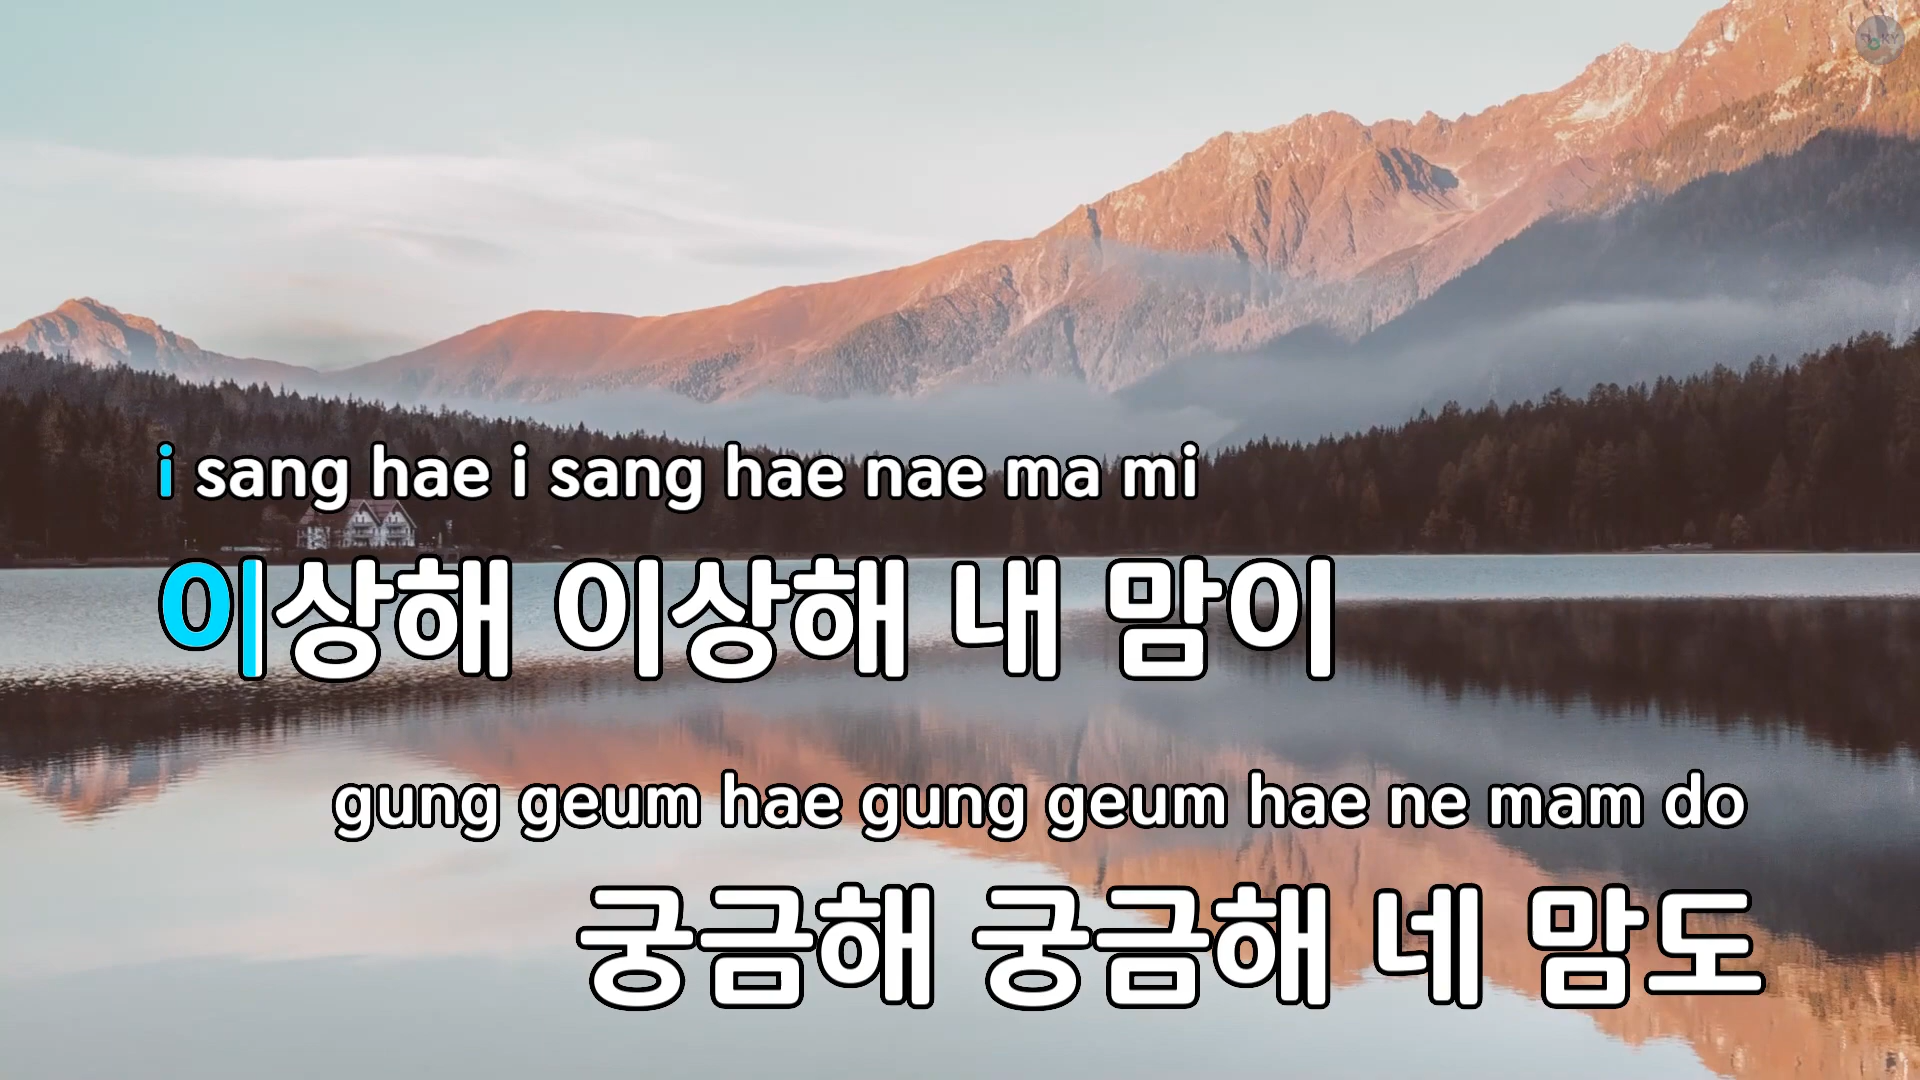 i sang hae i sang hae nae ma mi
이상해 이상해 내 맘이
gung geum hae gung geum hae ne mam do
궁금해 궁금해 네 맘도
KY